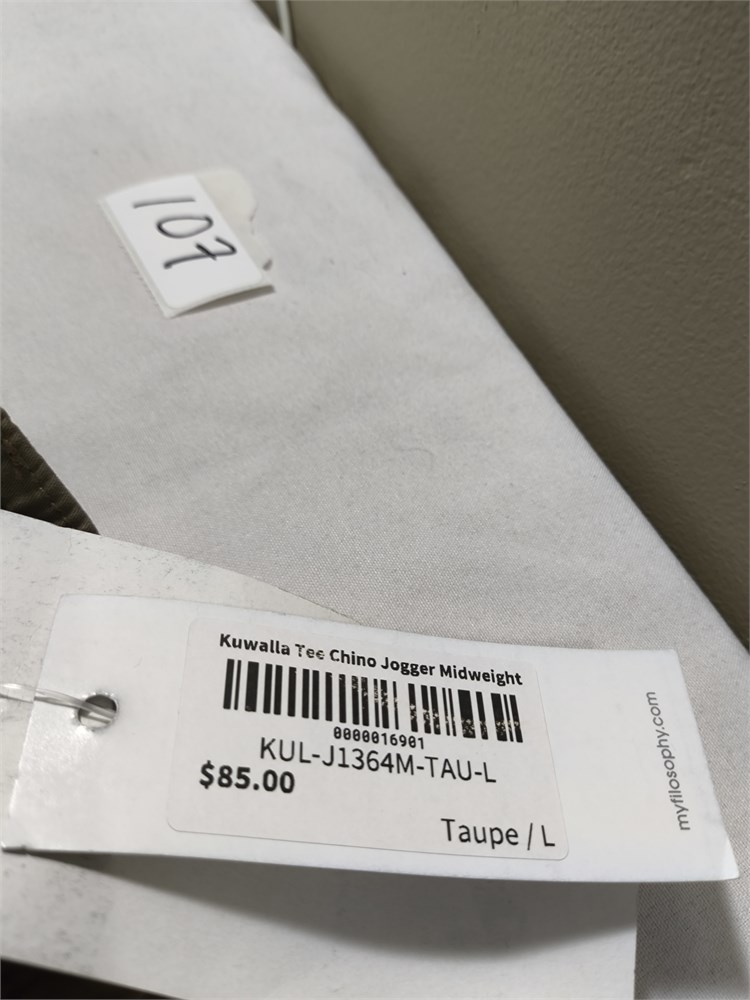 107
Kuwalla Tee Chino Jogger Midweight
0000016901
KUL-J1364M-TAU-L
$85.00
Taupe / L
myfilosophy.com